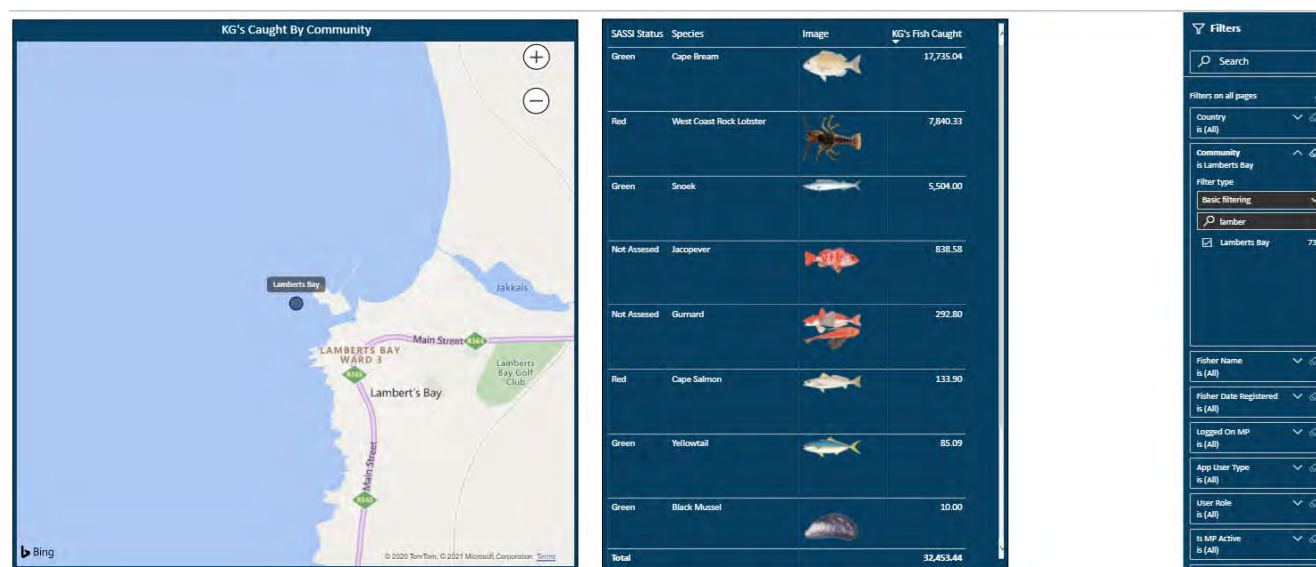 KG's Caught By Community
Lamberts Bay
Jakkals
Main Street
R364
LAMBERTS BAY
WARD 3
R365
Lamberts
Bay Golf
Club
Lambert's Bay
Main Street
R365
Bing
© 2020 TomTom, © 2021 Microsoft Corporation Terms
SASSI Status Species Image KG's Fish Caught
Green Cape Bream 17,735.04
Red West Coast Rock Lobster 7,840.33
Green Snoek 5,504.00
Not Assesed Jacopever 838.58
Not Assesed Gurnard 292.80
Red Cape Salmon 133.90
Green Yellowtail 85.09
Green Black Mussel 10.00
Total 32,453.44
Filters
Search
Filters on all pages
Country
is (All)
Community
is Lamberts Bay
Filter type
Basic filtering
lamber
Lamberts Bay 73
Fisher Name
is (All)
Fisher Date Registered
is (All)
Logged On MP
is (All)
App User Type
is (All)
User Role
is (All)
Is MP Active
is (All)